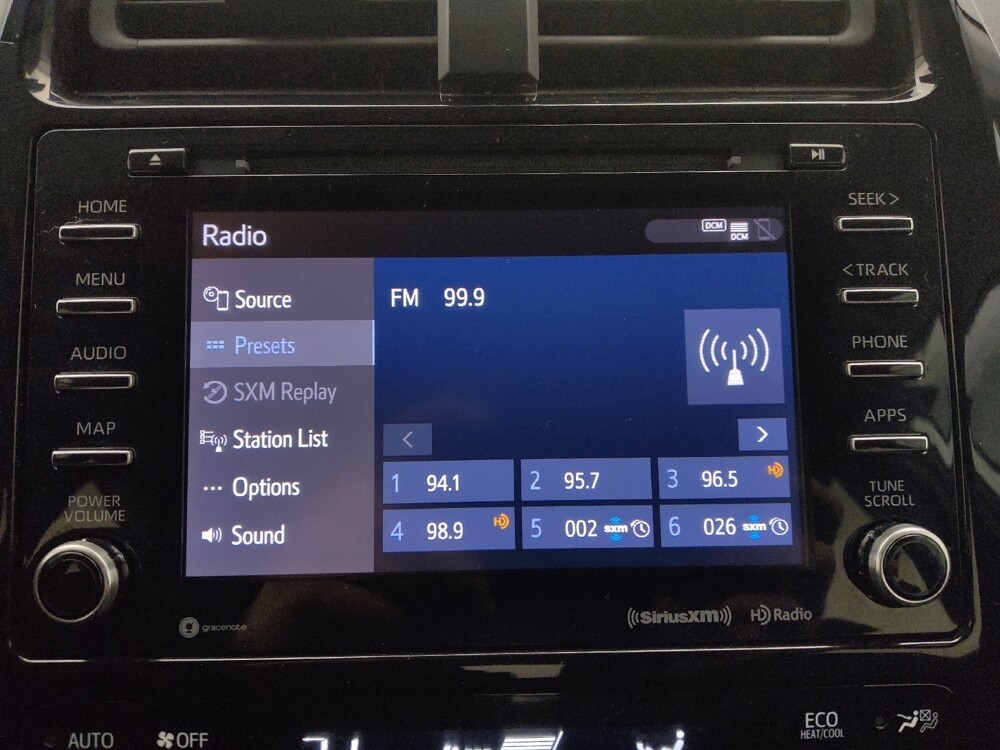 HOME
MENU
AUDIO
MAP
POWER
VOLUME
Radio
DCM
DCM
Source
Presets
SXM Replay
Station List
Options
Sound
FM 99.9
<
>
1 94.1
2 95.7
3 96.5 HD
4 98.9 HD
5 002 sxm
6 026 sxm
SEEK >
< TRACK
PHONE
APPS
TUNE
SCROLL
gracenote
((SiriusXM))
HD Radio
AUTO
OFF
ECO
HEAT/COOL